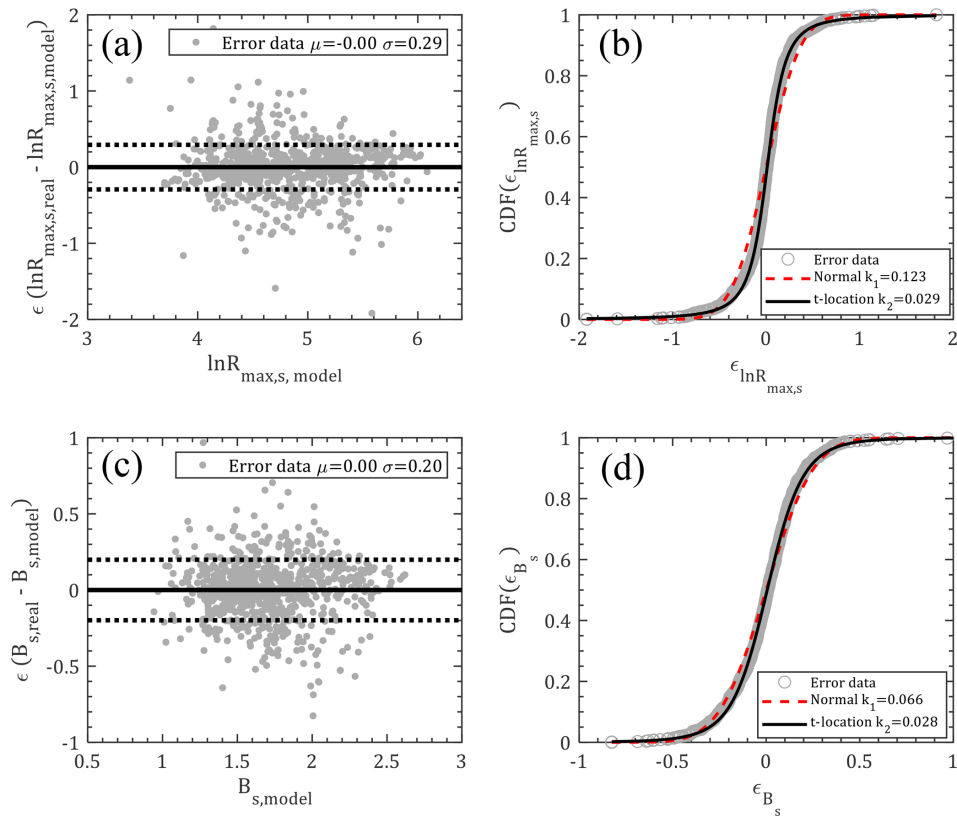 (a)
Error data μ=-0.00 σ=0.29
2
1
0
-1
-2
ϵ (lnR_max,s,real - lnR_max,s,model)
3
4
5
6
lnR_max,s, model
(b)
1
0.8
0.6
0.4
0.2
0
CDF(ϵ_lnR_max,s)
Error data
Normal k_1=0.123
t-location k_2=0.029
-2
-1
0
1
2
ϵ_lnR_max,s
(c)
Error data μ=0.00 σ=0.20
1
0.5
0
-0.5
-1
ϵ (B_s,real - B_s,model)
0.5
1
1.5
2
2.5
3
B_s,model
(d)
1
0.8
0.6
0.4
0.2
0
CDF(ϵ_B_s)
Error data
Normal k_1=0.066
t-location k_2=0.028
-1
-0.5
0
0.5
1
ϵ_B_s